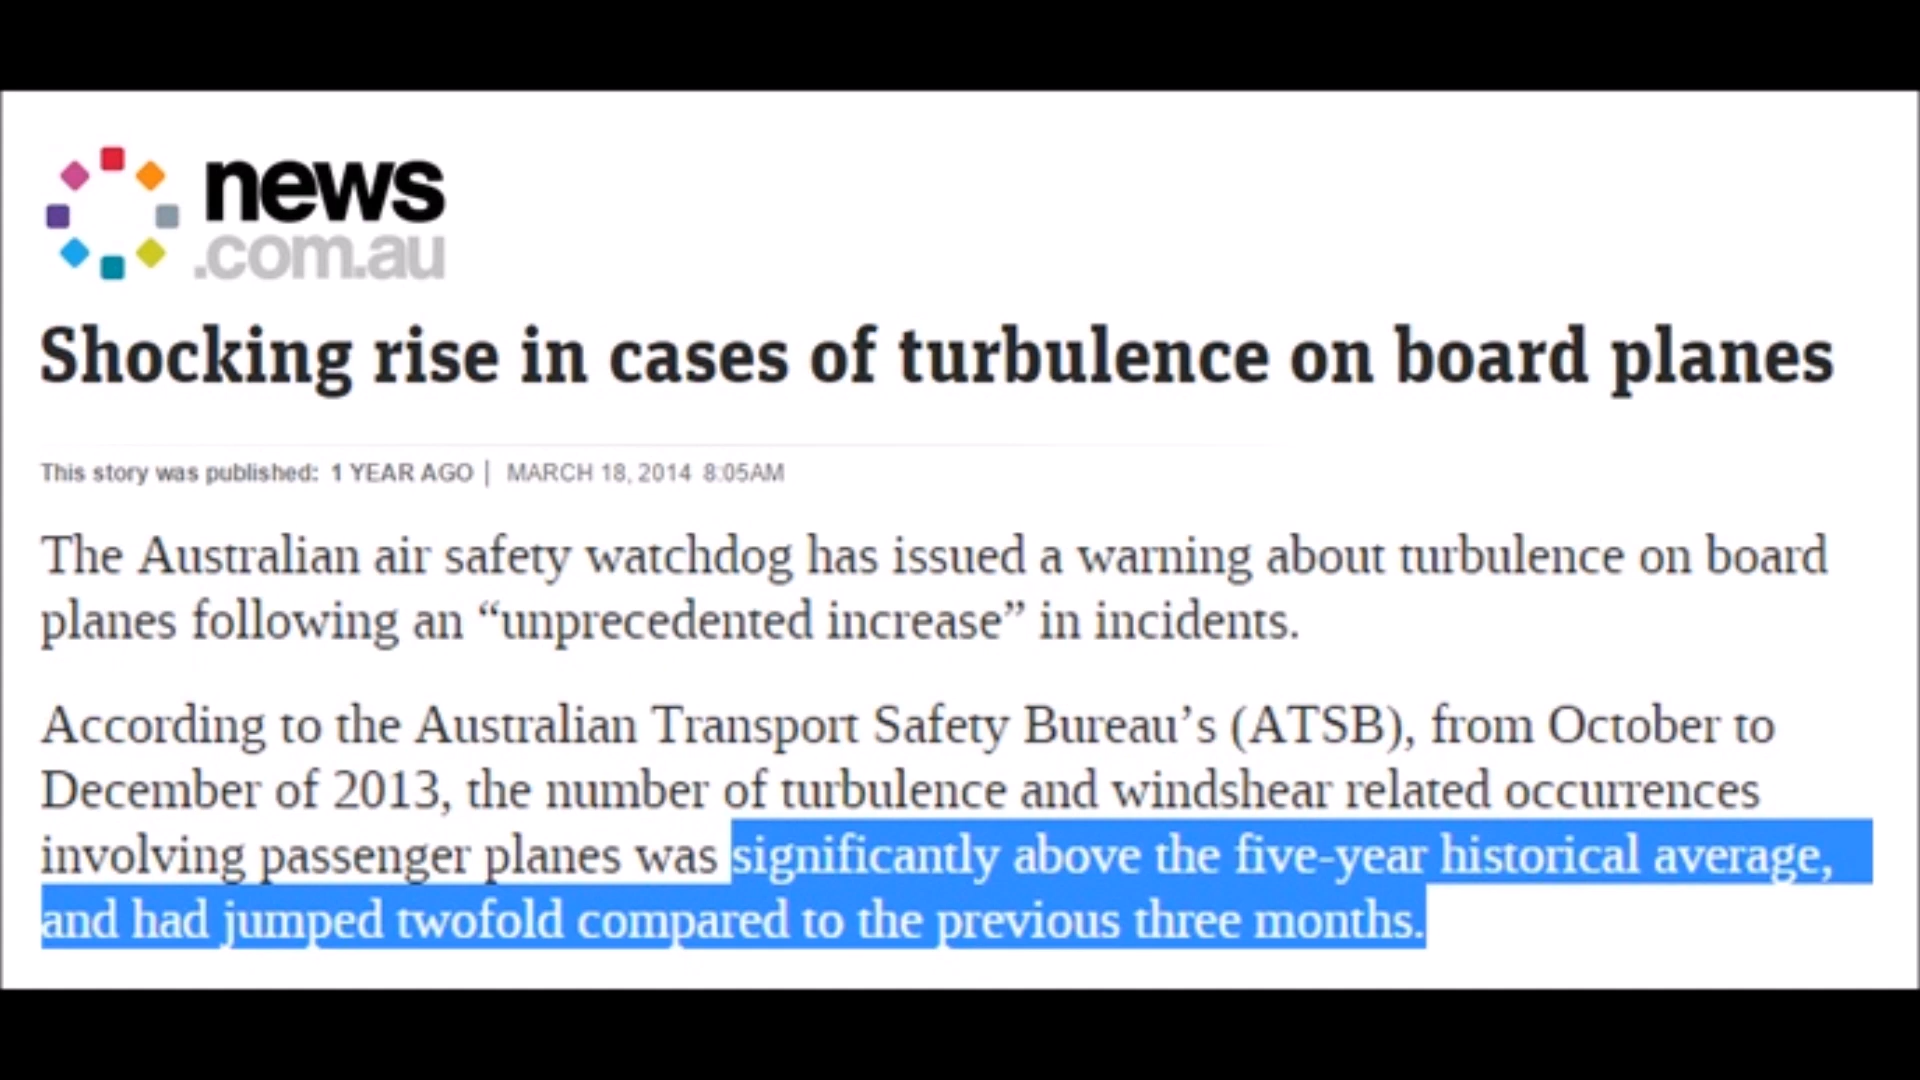 news
.com.au
Shocking rise in cases of turbulence on board planes
This story was published: 1 YEAR AGO | MARCH 18, 2014 8:05AM
The Australian air safety watchdog has issued a warning about turbulence on board
planes following an “unprecedented increase” in incidents.
According to the Australian Transport Safety Bureau’s (ATSB), from October to
December of 2013, the number of turbulence and windshear related occurrences
involving passenger planes was significantly above the five-year historical average,
and had jumped twofold compared to the previous three months.